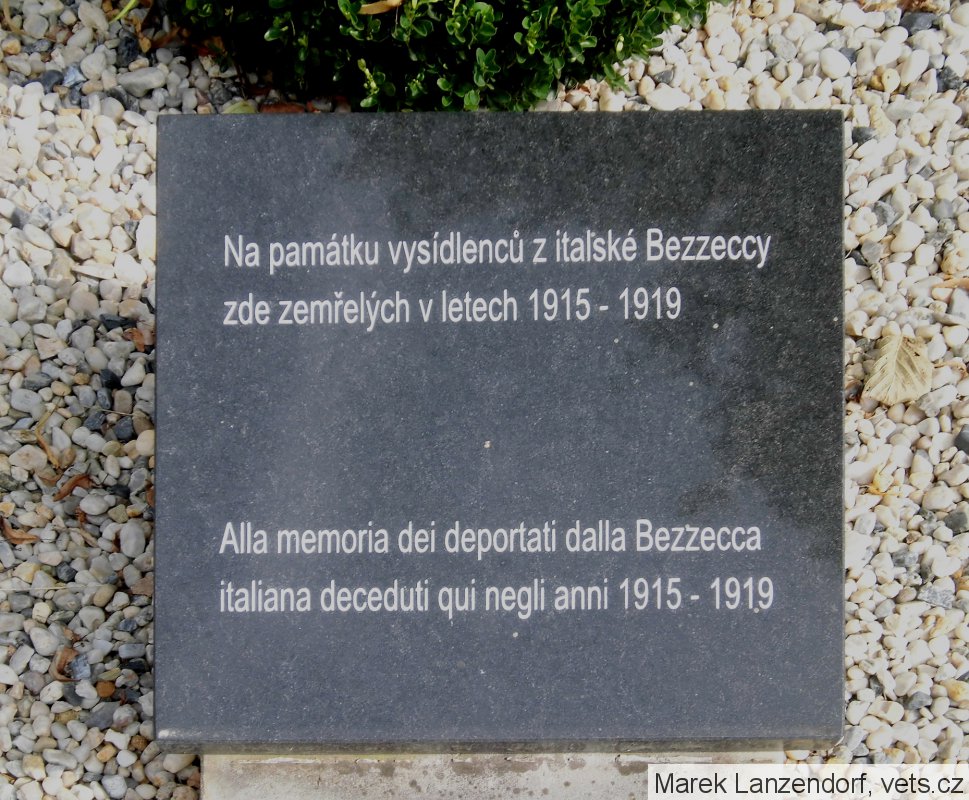 Na památku vysídlenců z italské Bezzeccy
zde zemřelých v letech 1915 - 1919
Alla memoria dei deportati dalla Bezzecca
italiana deceduti qui negli anni 1915 - 1919
Marek Lanzendorf, vets.cz